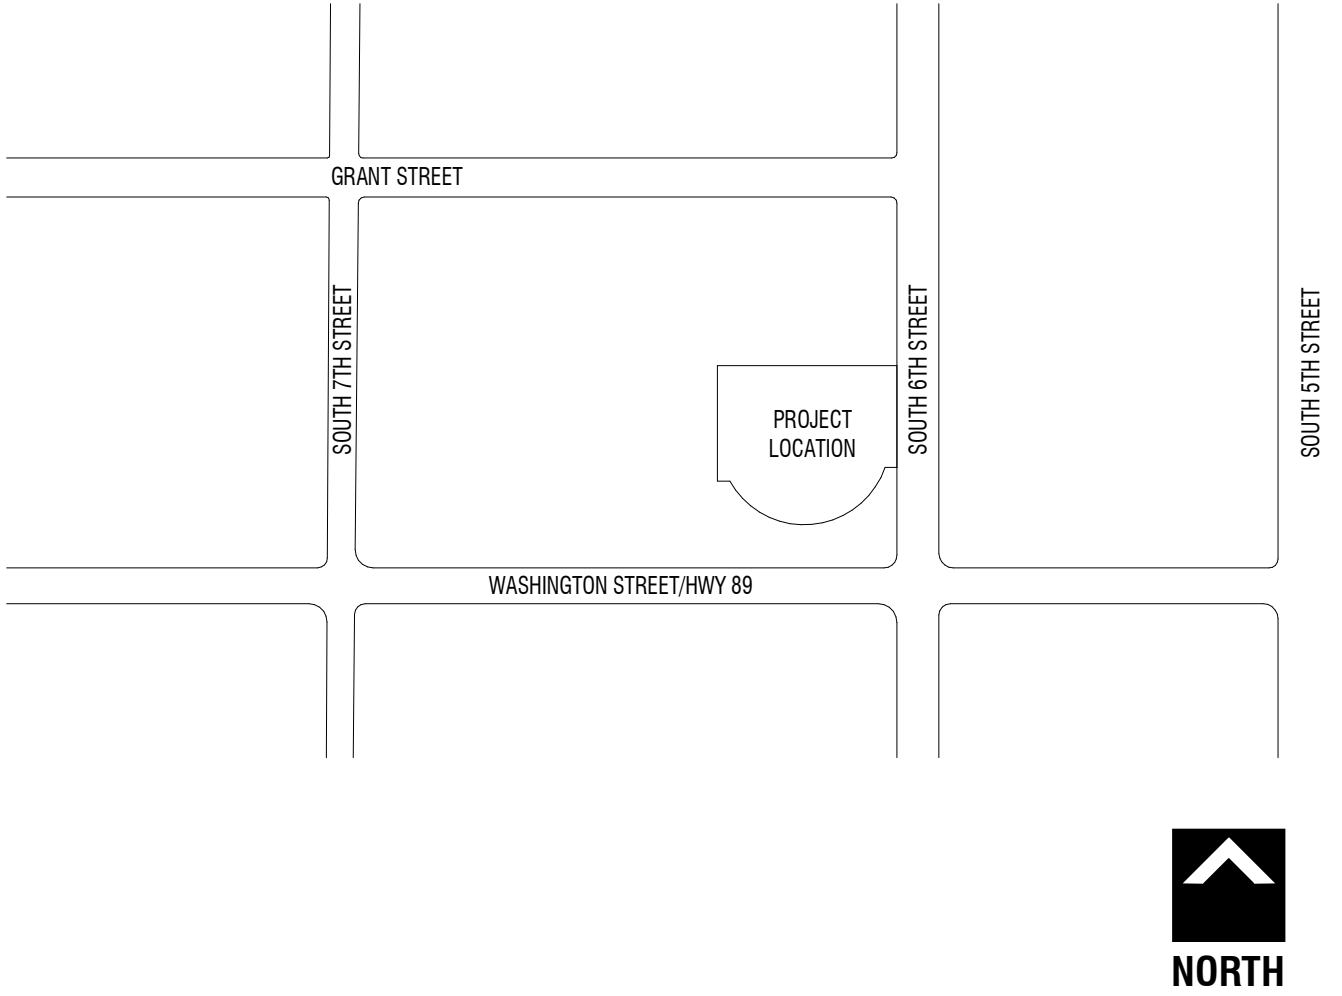 GRANT STREET
SOUTH 7TH STREET
SOUTH 6TH STREET
SOUTH 5TH STREET
PROJECT
LOCATION
WASHINGTON STREET/HWY 89
NORTH